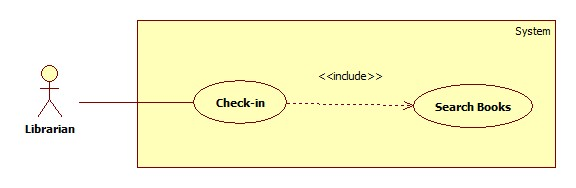 System
<<include>>
Check-in
Search Books
Librarian